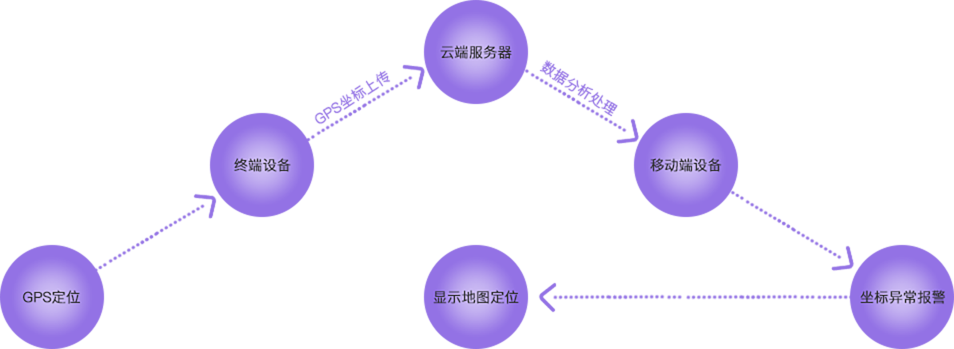 云端服务器
GPS坐标上传
数据分析处理
终端设备
移动端设备
GPS定位
显示地图定位
坐标异常报警